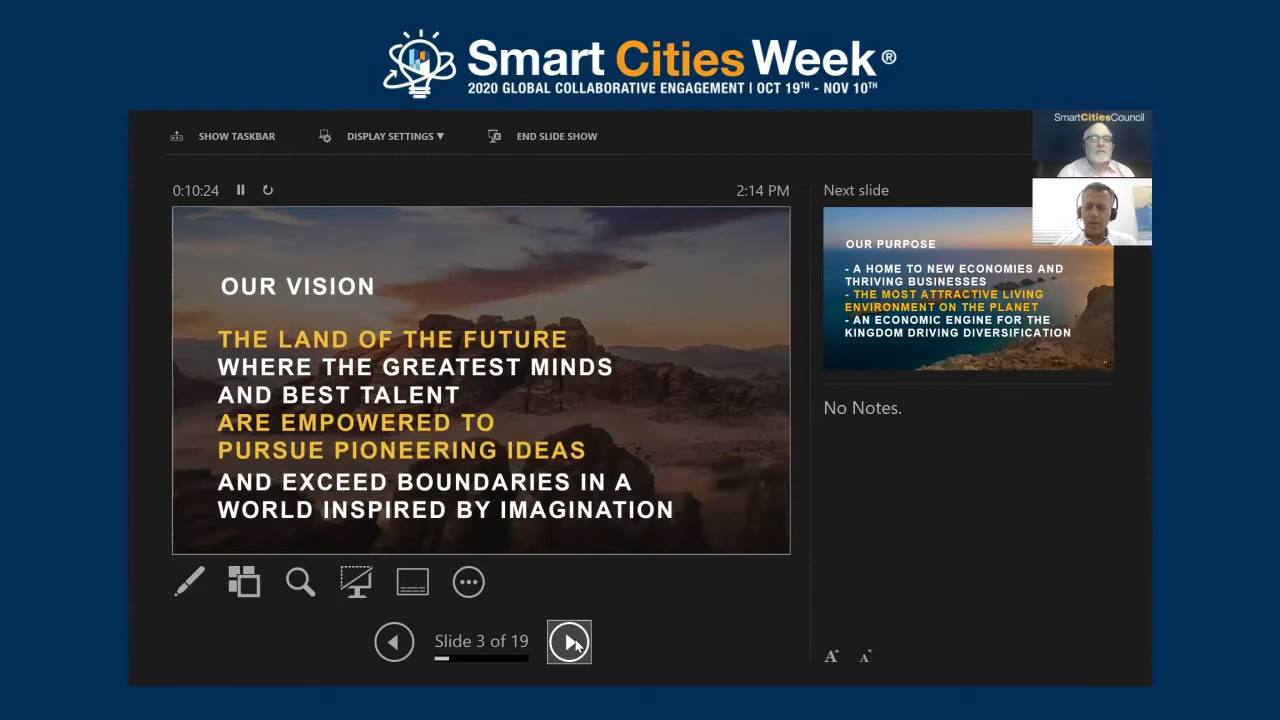 Smart Cities Week®
2020 GLOBAL COLLABORATIVE ENGAGEMENT | OCT 19TH - NOV 10TH
SmartCitiesCouncil
SHOW TASKBAR
DISPLAY SETTINGS ▼
END SLIDE SHOW
0:10:24
2:14 PM
OUR VISION
THE LAND OF THE FUTURE
WHERE THE GREATEST MINDS
AND BEST TALENT
ARE EMPOWERED TO
PURSUE PIONEERING IDEAS
AND EXCEED BOUNDARIES IN A
WORLD INSPIRED BY IMAGINATION
Next slide
OUR PURPOSE
- A HOME TO NEW ECONOMIES AND
THRIVING BUSINESSES
- THE MOST ATTRACTIVE LIVING
ENVIRONMENT ON THE PLANET
- AN ECONOMIC ENGINE FOR THE
KINGDOM DRIVING DIVERSIFICATION
No Notes.
Slide 3 of 19
A A